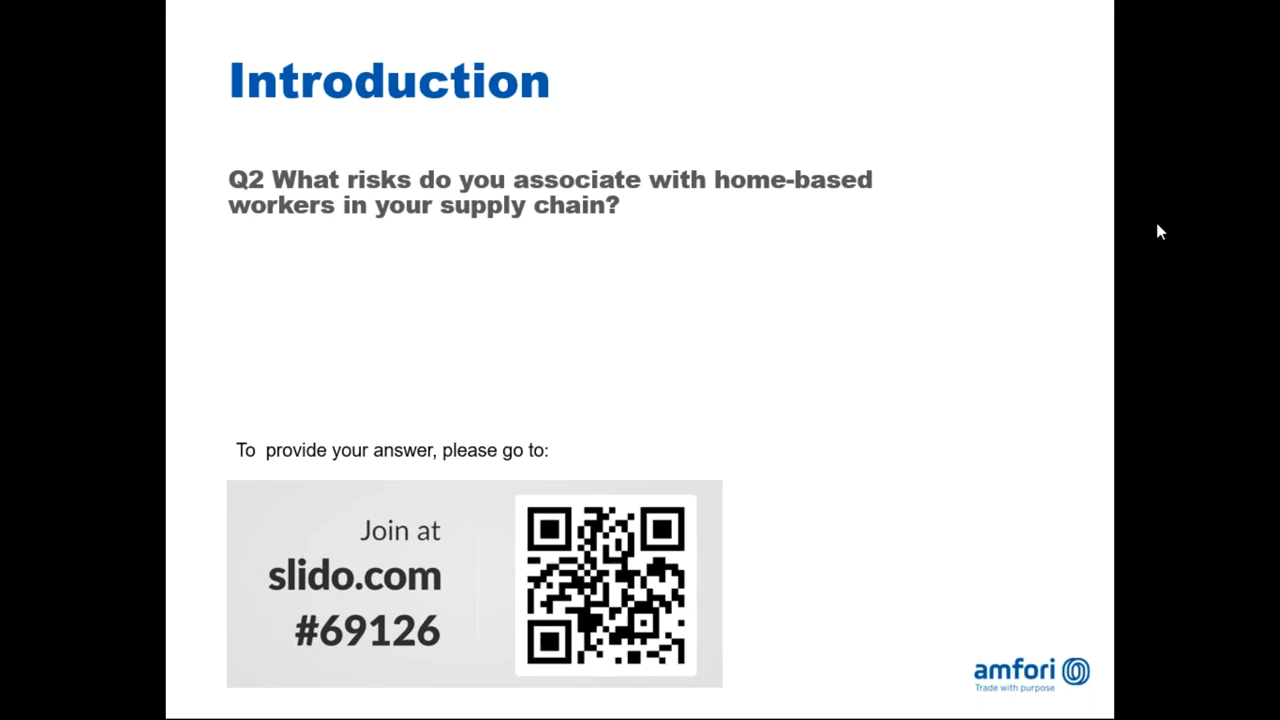 Introduction
Q2 What risks do you associate with home-based
workers in your supply chain?
To  provide your answer, please go to:
Join at
slido.com
#69126
amfori
Trade with purpose